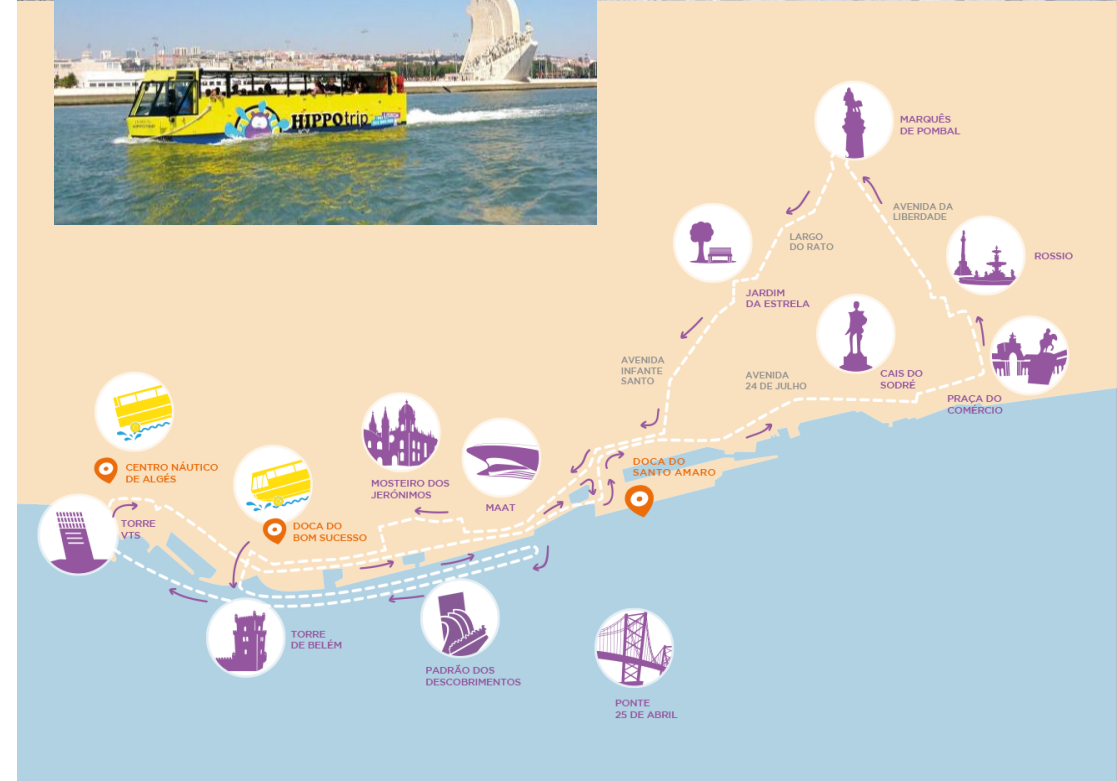 HIPPOtrip
MARQUÊS
DE POMBAL
AVENIDA DA
LIBERDADE
LARGO
DO RATO
ROSSIO
JARDIM
DA ESTRELA
AVENIDA
INFANTE
SANTO
AVENIDA
24 DE JULHO
CAIS DO
SODRÉ
PRAÇA DO
COMÉRCIO
CENTRO NÁUTICO
DE ALGÉS
MOSTEIRO DOS
JERÓNIMOS
MAAT
DOCA DO
SANTO AMARO
TORRE
VTS
DOCA DO
BOM SUCESSO
TORRE
DE BELÉM
PADRÃO DOS
DESCOBRIMENTOS
PONTE
25 DE ABRIL